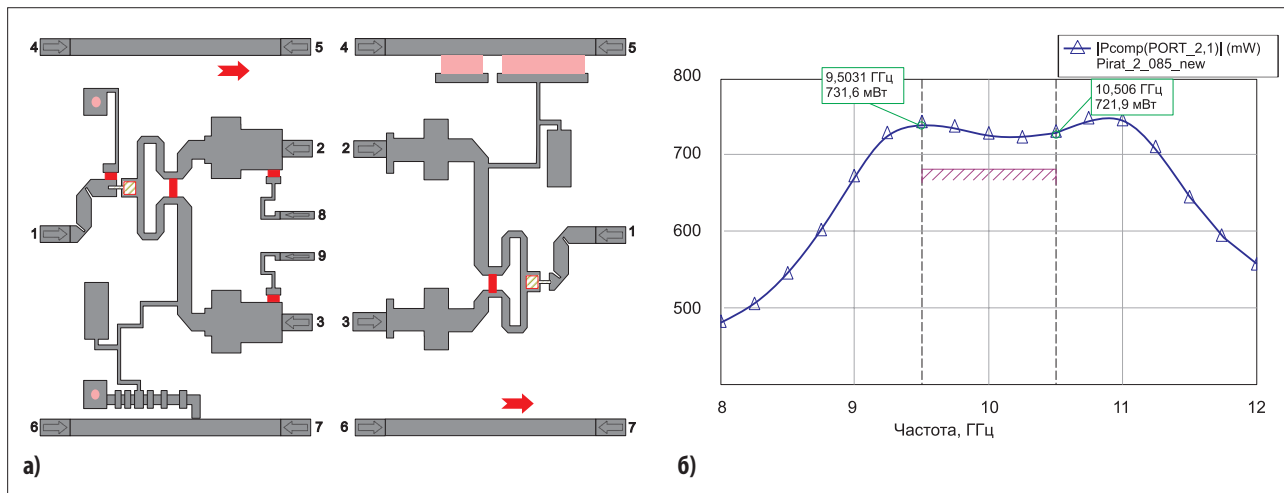 4
5
2
8
1
9
3
6
7
а)
4
5
2
1
3
6
7
|Pcomp(PORT_2,1)| (mW)
Pirat_2_085_new
9,5031 ГГц
731,6 мВт
10,506 ГГц
721,9 мВт
800
700
600
500
8
9
10
11
12
Частота, ГГц
б)